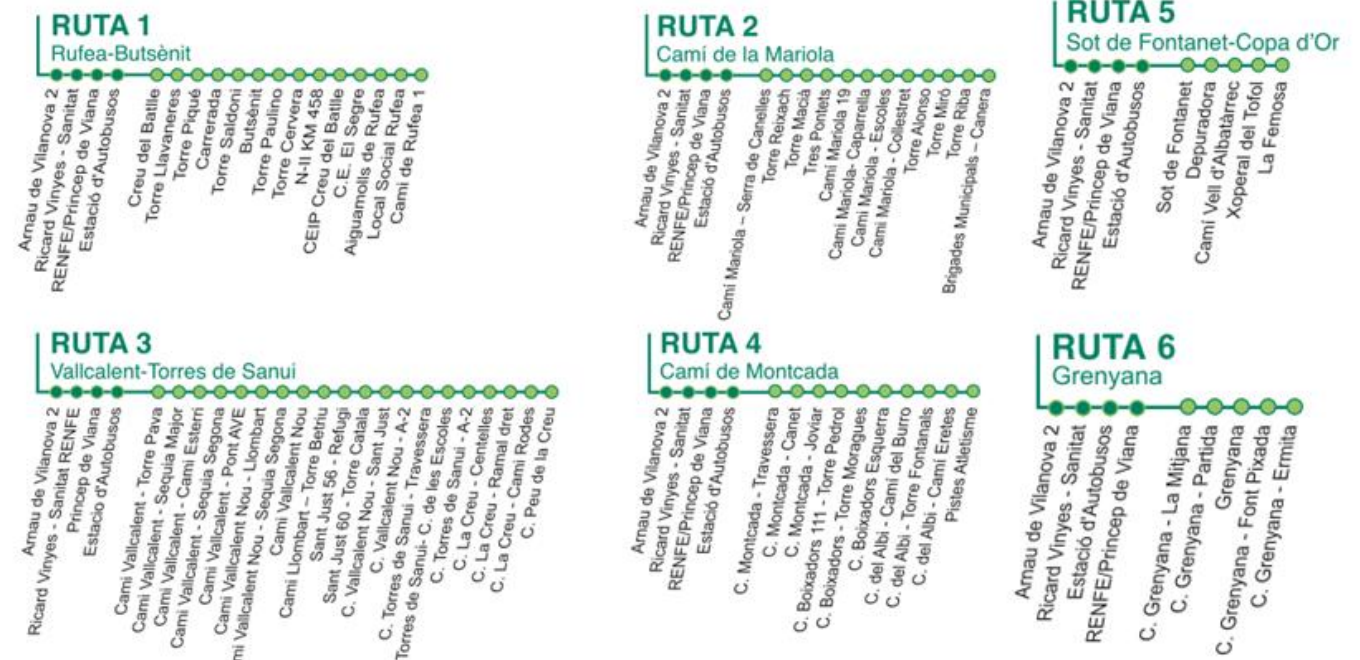 RUTA 1
Rufea-Butsènit
Arnau de Vilanova 2
Ricard Vinyes - Sanitat
RENFE/Príncep de Viana
Estació d'Autobusos
Creu del Batlle
Torre Llavaneres
Torre Piqué
Carrerada
Torre Saldoni
Butsènit
Torre Paulino
Torre Cervera
N-II KM 458
CEIP Creu del Batlle
C.E. El Segre
Aiguamolls de Rufea
Local Social Rufea
Camí de Rufea 1
RUTA 2
Camí de la Mariola
Arnau de Vilanova 2
Ricard Vinyes - Sanitat
RENFE/Príncep de Viana
Estació d'Autobusos
Camí Mariola – Serra de Canelles
Torre Reixach
Torre Macià
Tres Pontets
Camí Mariola 19
Camí Mariola- Caparrella
Camí Mariola - Escoles
Camí Mariola - Collestret
Torre Alonso
Torre Miró
Torre Riba
Brigades Municipals – Canera
RUTA 5
Sot de Fontanet-Copa d'Or
Arnau de Vilanova 2
Ricard Vinyes - Sanitat
RENFE/Príncep de Viana
Estació d'Autobusos
Sot de Fontanet
Depuradora
Camí Vell d'Albatàrrec
Xoperal del Tofol
La Femosa
RUTA 3
Vallcalent-Torres de Sanui
Arnau de Vilanova 2
Ricard Vinyes - Sanitat RENFE
Princep de Viana
Estacio d'Autobusos
Cami Vallcalent - Torre Pava
Cami Vallcalent - Sequia Major
Cami Vallcalent - Cami Esterri
Cami Vallcalent -Sequia Segona
Cami Vallcalent - Pont AVE
Cami Vallcalent Nou - Llombart
mi Vallcalent Nou - Sequia Segona
Cami Vallcalent Nou
Cami Llombart – Torre Betriu
Sant Just 56 - Refugi
Sant Just 60 - Torre Catala
C. Vallcalent Nou - Sant Just
C. Vallcalent Nou - A-2
C. Torres de Sanui - Travessera
Torres de Sanui- C. de les Escoles
C. Torres de Sanui - A-2
C. La Creu - Centelles
C. La Creu - Ramal dret
C. La Creu - Cami Rodes
C. Peu de la Creu
RUTA 4
Camí de Montcada
Arnau de Vilanova 2
Ricard Vinyes - Sanitat
RENFE/Príncep de Viana
Estació d'Autobusos
C. Montcada - Travessera
C. Montcada - Canet
C. Montcada - Joviar
C. Boixadors 111 - Torre Pedrol
C. Boixadors - Torre Moragues
C. Boixadors Esquerra
C. del Albi - Camí del Burro
C. del Albi - Torre Fontanals
C. del Albi - Camí Eretes
Pistes Atletisme
RUTA 6
Grenyana
Arnau de Vilanova 2
Ricard Vinyes - Sanitat
Estació d'Autobusos
RENFE/Príncep de Viana
C. Grenyana - La Mitjana
C. Grenyana - Partida
Grenyana
C. Grenyana - Font Pixada
C. Grenyana - Ermita